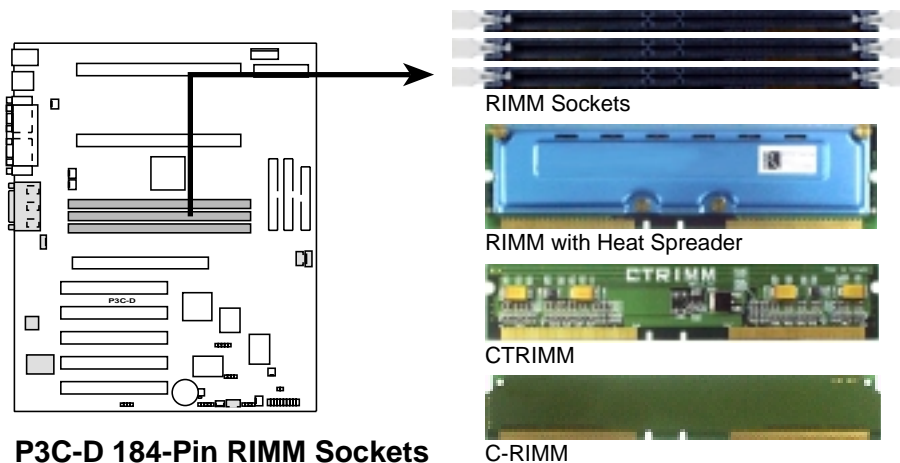 RIMM Sockets
RIMM with Heat Spreader
CTRIMM
CTRIMM
C-RIMM
P3C-D
P3C-D 184-Pin RIMM Sockets